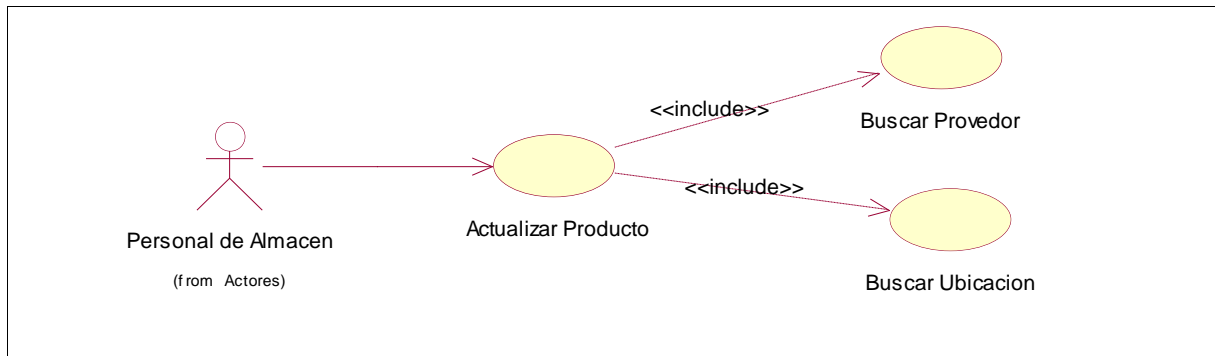 <<include>>
Buscar Provedor
<<include>>
Actualizar Producto
Personal de Almacen
(from Actores)
Buscar Ubicacion